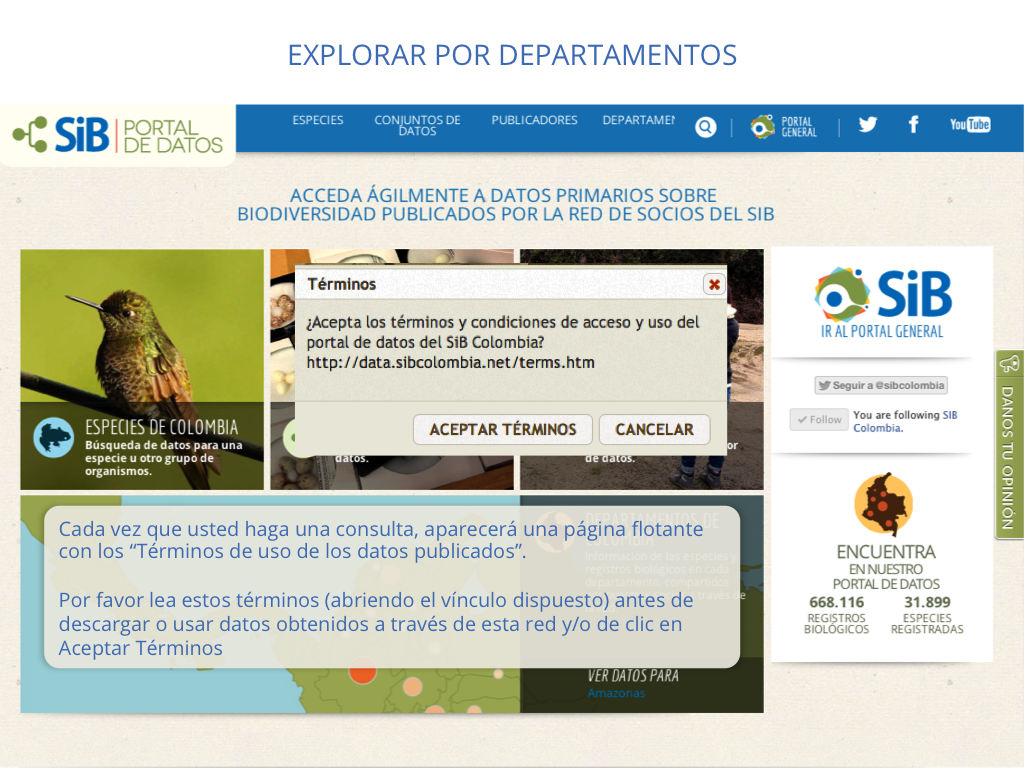 EXPLORAR POR DEPARTAMENTOS
SiB PORTAL DE DATOS
ESPECIES
CONJUNTOS DE
DATOS
PUBLICADORES
DEPARTAMEN
PORTAL
GENERAL
You Tube
ACCEDA ÁGILMENTE A DATOS PRIMARIOS SOBRE
BIODIVERSIDAD PUBLICADOS POR LA RED DE SOCIOS DEL SIB
Términos
¿Acepta los términos y condiciones de acceso y uso del
portal de datos del SiB Colombia?
http://data.sibcolombia.net/terms.htm
ACEPTAR TÉRMINOS
CANCELAR
ESPECIES DE COLOMBIA
Búsqueda de datos para una
especie u otro grupo de
organismos.
datos.
or
de datos.
SiB
IR AL PORTAL GENERAL
Seguir a @sibcolombia
Follow
You are following SIB
Colombia.
DANOS TU OPINIÓN
ENCUENTRA
EN NUESTRO
PORTAL DE DATOS
668.116
REGISTROS
BIOLÓGICOS
31.899
ESPECIES
REGISTRADAS
DEPARTAMENTOS DE
COLOMBIA
Información de las especies y
registros biológicos en cada
departamento, compartidos
Cada vez que usted haga una consulta, aparecerá una página flotante
con los “Términos de uso de los datos publicados”.
Por favor lea estos términos (abriendo el vínculo dispuesto) antes de
descargar o usar datos obtenidos a través de esta red y/o de clic en
Aceptar Términos
VER DATOS PARA
Amazonas